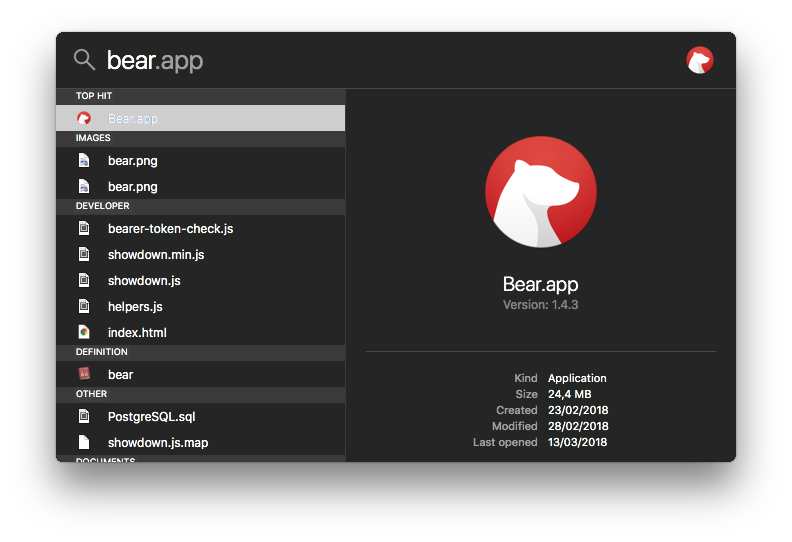 bear.app
TOP HIT
Bear.app
IMAGES
bear.png
bear.png
DEVELOPER
bearer-token-check.js
showdown.min.js
showdown.js
helpers.js
index.html
DEFINITION
bear
OTHER
PostgreSQL.sql
showdown.js.map
DOCUMENTS
Bear.app
Version: 1.4.3
Kind Application
Size 24,4 MB
Created 23/02/2018
Modified 28/02/2018
Last opened 13/03/2018